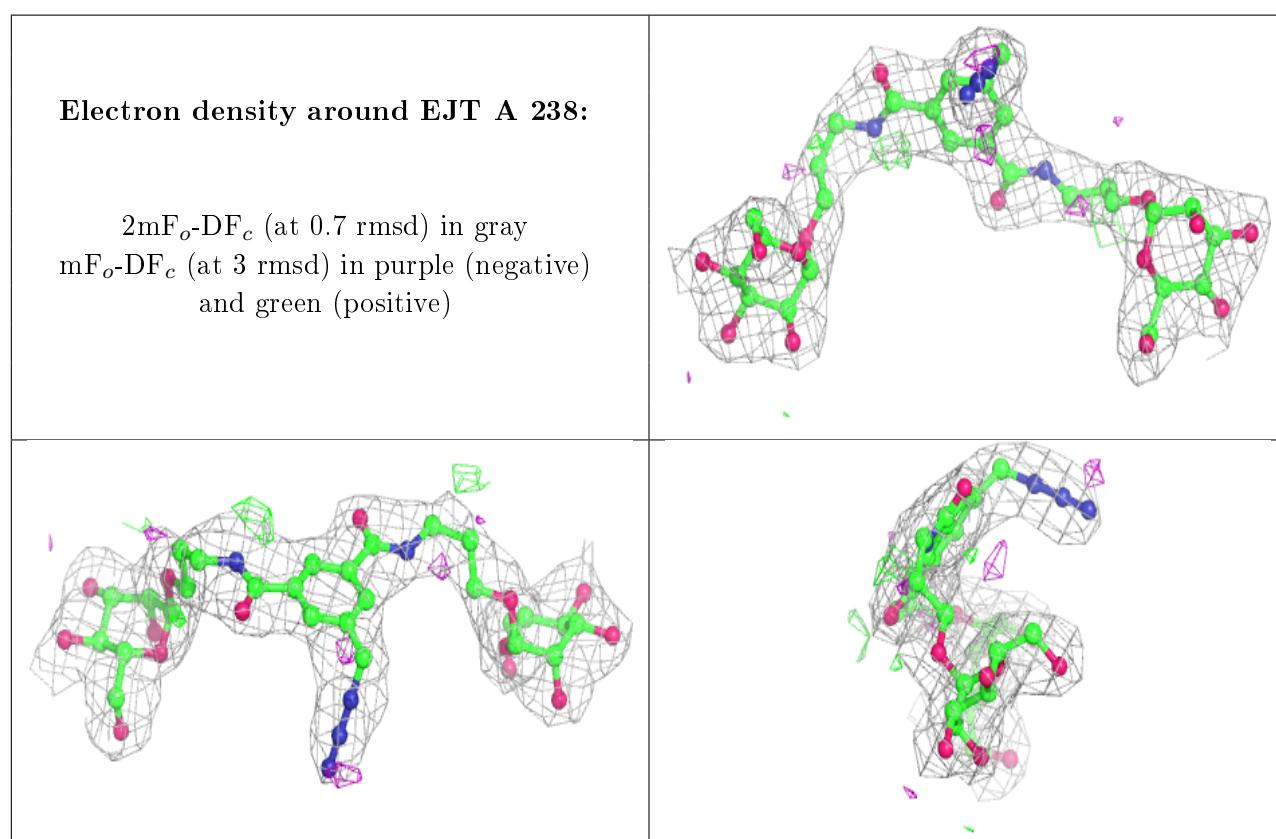 Electron density around EJT A 238:
2mFo-DFc (at 0.7 rmsd) in gray
mFo-DFc (at 3 rmsd) in purple (negative)
and green (positive)